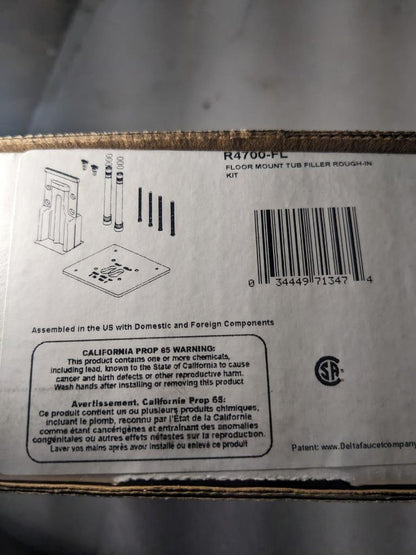 R4700-FL
FLOOR MOUNT TUB FILLER ROUGH-IN
KIT
0 34449 71347 4
Assembled in the US with Domestic and Foreign Components
CALIFORNIA PROP 65 WARNING:
This product contains one or more chemicals,
including lead, known to the State of California to cause
cancer and birth defects or other reproductive harm.
Wash hands after installing or removing this product
Avertissement. California Prop 65:
Ce produit contient un ou plusieurs produits chimiques,
incluant le plomb, reconnu par l'État de la Californie
comme étant cancérigènes et entraînant des anomalies
congénitales ou autres effets néfastes sur la reproduction.
Laver vos mains après avoir installé ou enlevé ce produit
SA
Patent: www.Deltafaucetcompany